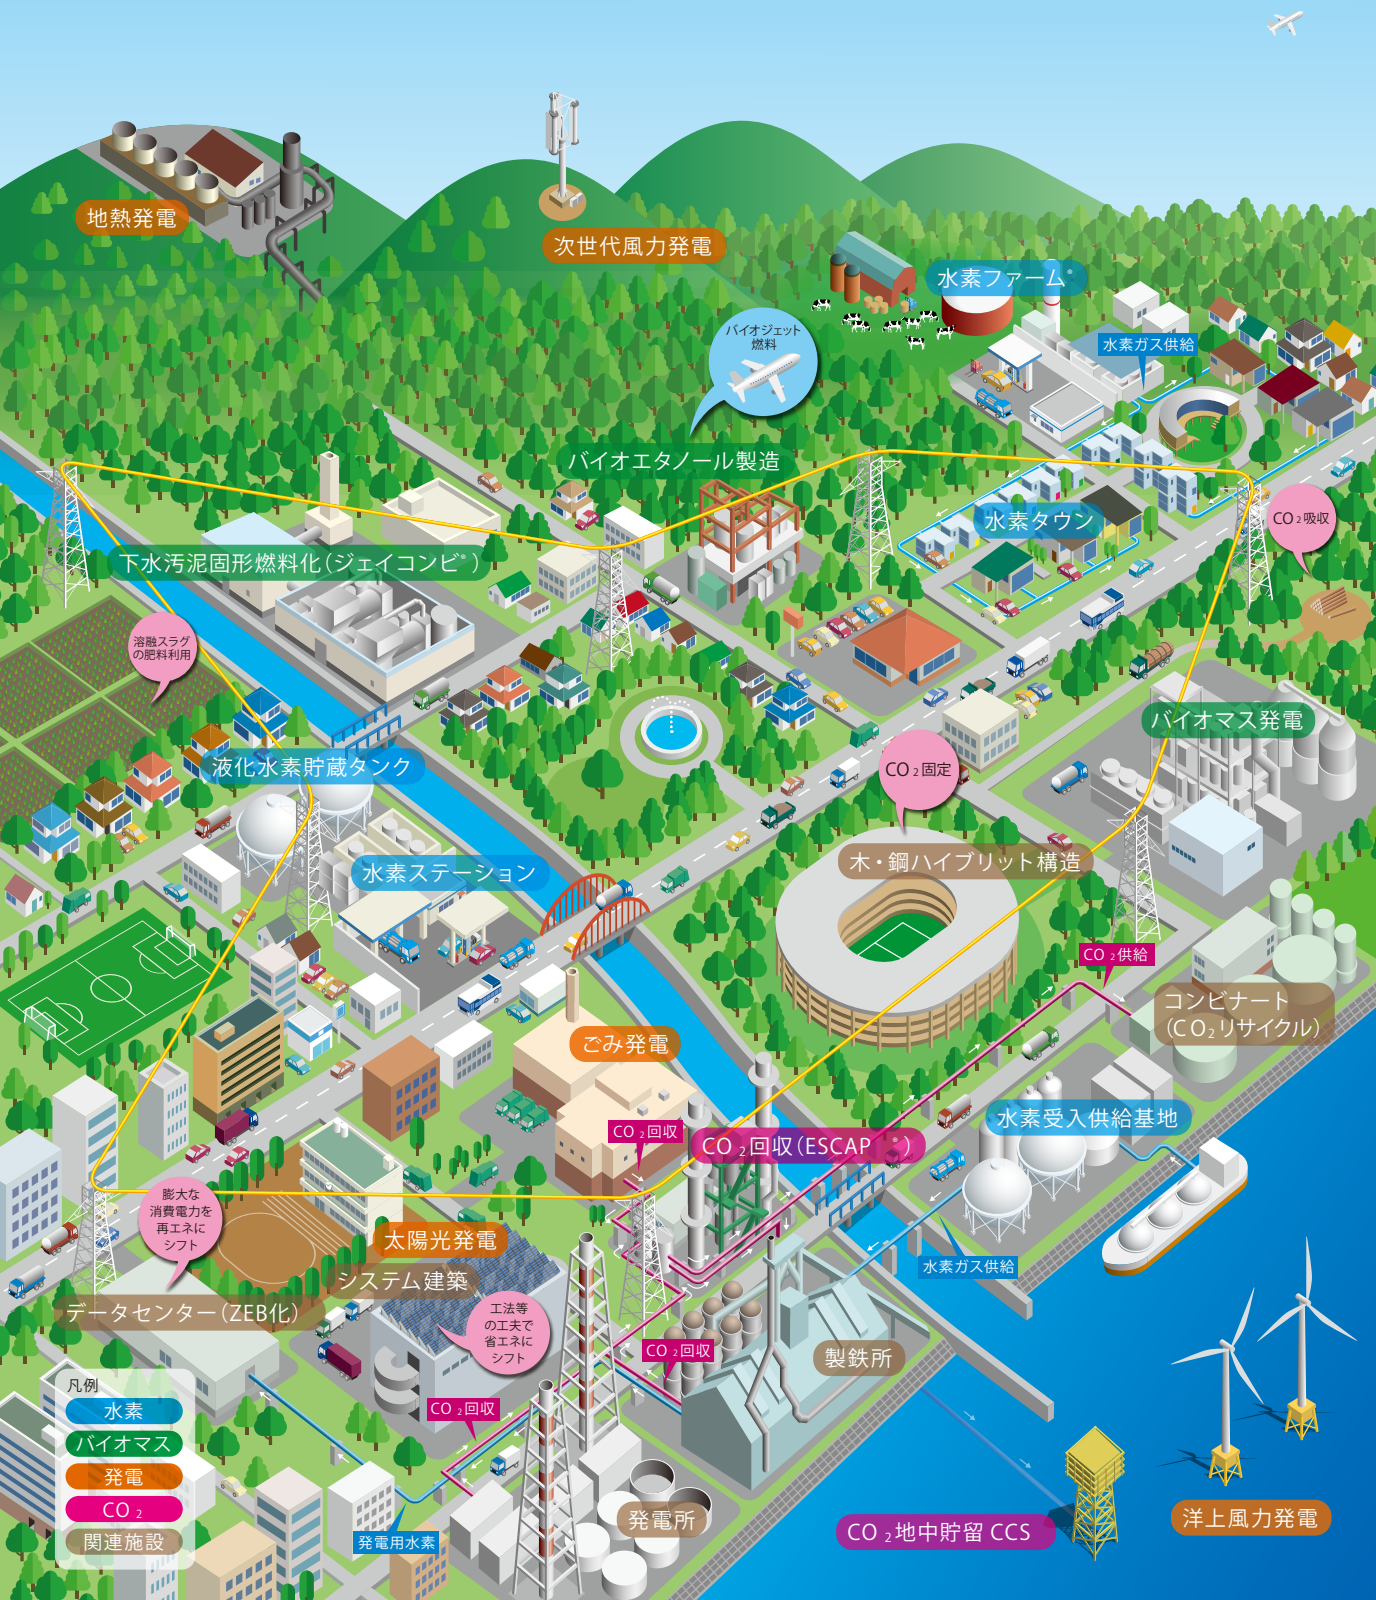 地熱発電
次世代風力発電
水素ファーム®
バイオジェット
燃料
水素ガス供給
バイオエタノール製造
水素タウン
CO2吸収
下水汚泥固形燃料化（ジェイコンビ®）
溶融スラグ
の肥料利用
バイオマス発電
液化水素貯蔵タンク
CO2固定
木・鋼ハイブリット構造
水素ステーション
CO2供給
コンビナート
（CO2リサイクル）
ごみ発電
水素受入供給基地
CO2回収
CO2回収（ESCAP®）
膨大な
消費電力を
再エネに
シフト
太陽光発電
システム建築
水素ガス供給
データセンター（ZEB化）
工法等
の工夫で
省エネに
シフト
CO2回収
製鉄所
CO2回収
凡例
水素
バイオマス
発電
CO2
関連施設
発電用水素
発電所
CO2地中貯留 CCS
洋上風力発電